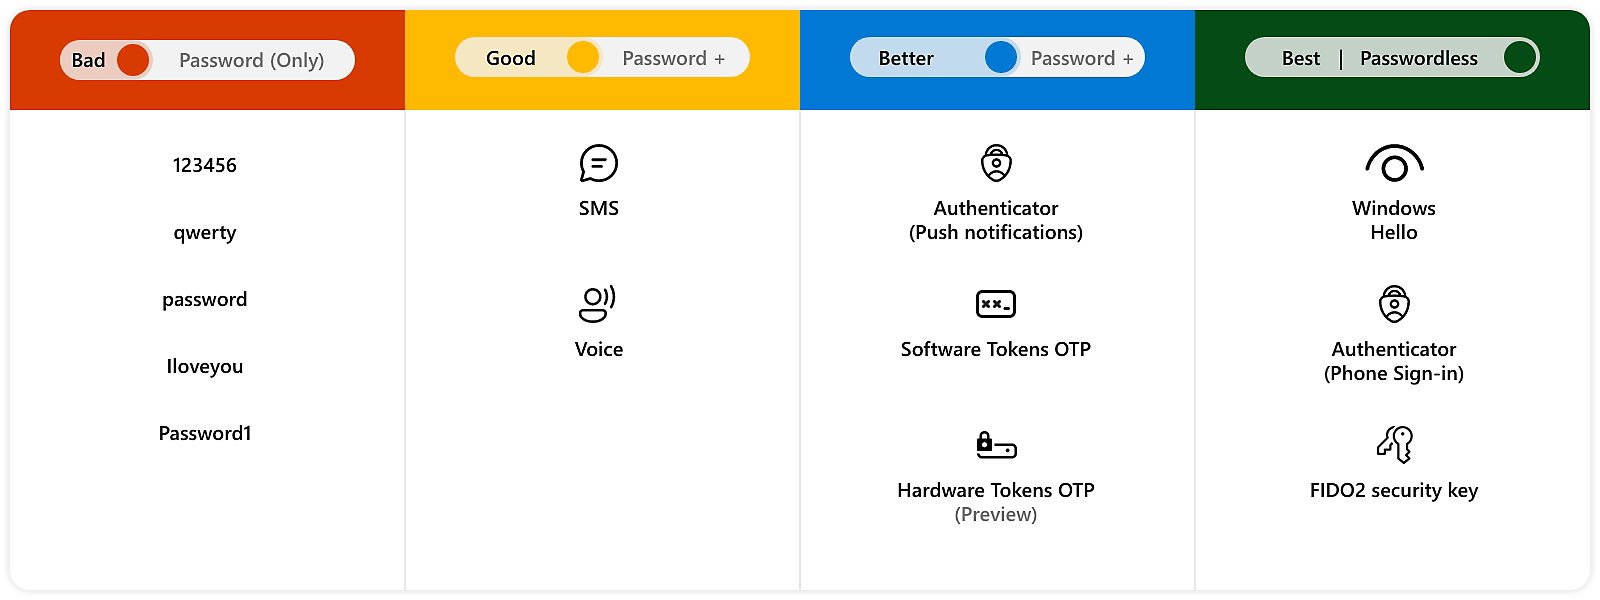 Bad Password (Only)
123456
qwerty
password
Iloveyou
Password1
Good Password +
SMS
Voice
Better Password +
Authenticator
(Push notifications)
Software Tokens OTP
Hardware Tokens OTP
(Preview)
Best | Passwordless
Windows
Hello
Authenticator
(Phone Sign-in)
FIDO2 security key